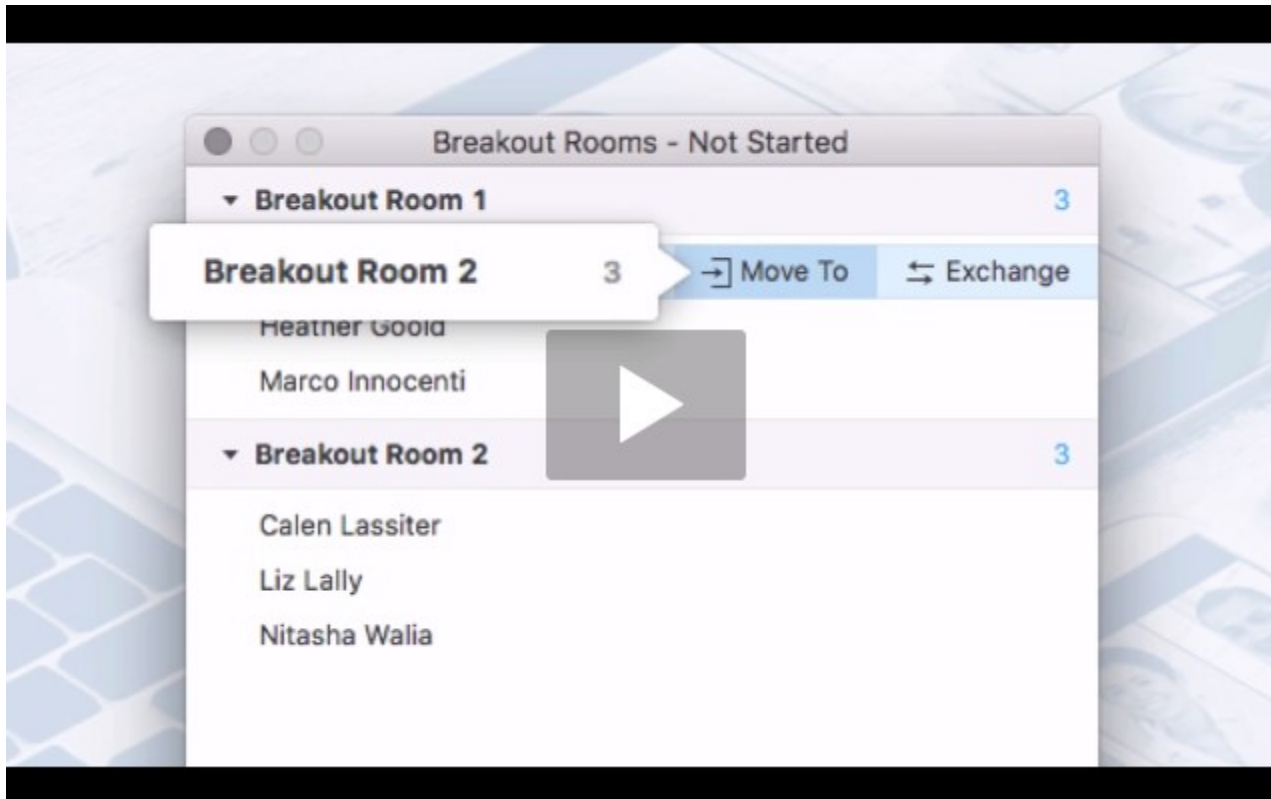 Breakout Rooms - Not Started
Breakout Room 1 3
Breakout Room 2 3 Move To Exchange
Heather Goold
Marco Innocenti
Breakout Room 2 3
Calen Lassiter
Liz Lally
Nitasha Walia